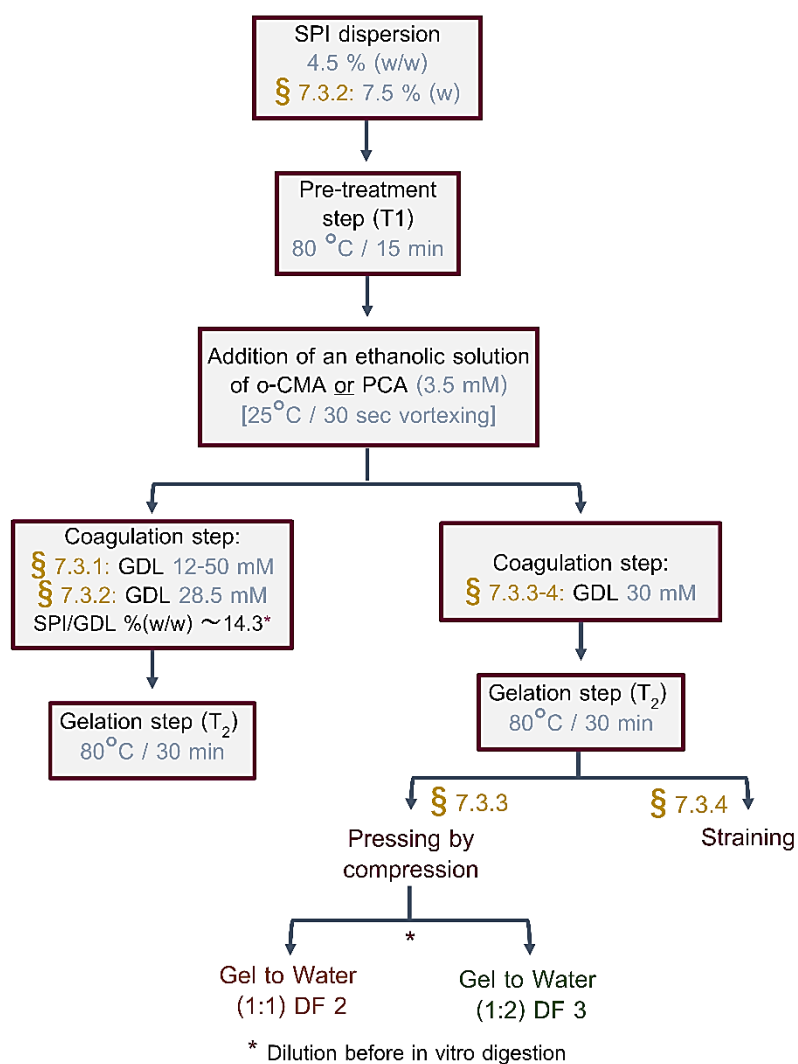 SPI dispersion
4.5 % (w/w)
§ 7.3.2: 7.5 % (w)
Pre-treatment
step (T1)
80 °C / 15 min
Addition of an ethanolic solution
of o-CMA or PCA (3.5 mM)
[25°C / 30 sec vortexing]
Coagulation step:
§ 7.3.1: GDL 12-50 mM
§ 7.3.2: GDL 28.5 mM
SPI/GDL %(w/w) ~14.3*
Gelation step (T₂)
80°C / 30 min
Coagulation step:
§ 7.3.3-4: GDL 30 mM
Gelation step (T₂)
80°C / 30 min
§ 7.3.3
§ 7.3.4
Pressing by
compression
Straining
*
Gel to Water
(1:1) DF 2
Gel to Water
(1:2) DF 3
* Dilution before in vitro digestion